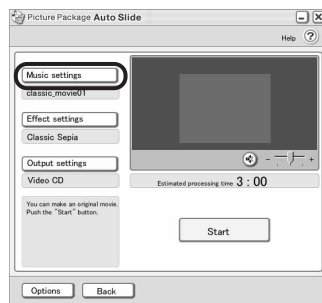 Picture Package Auto Slide
Help ?
Music settings
classic_movie01
Effect settings
Classic Sepia
Output settings
Video CD
- +
Estimated processing time 3 : 00
You can make an original movie.
Push the "Start" button.
Start
Options Back